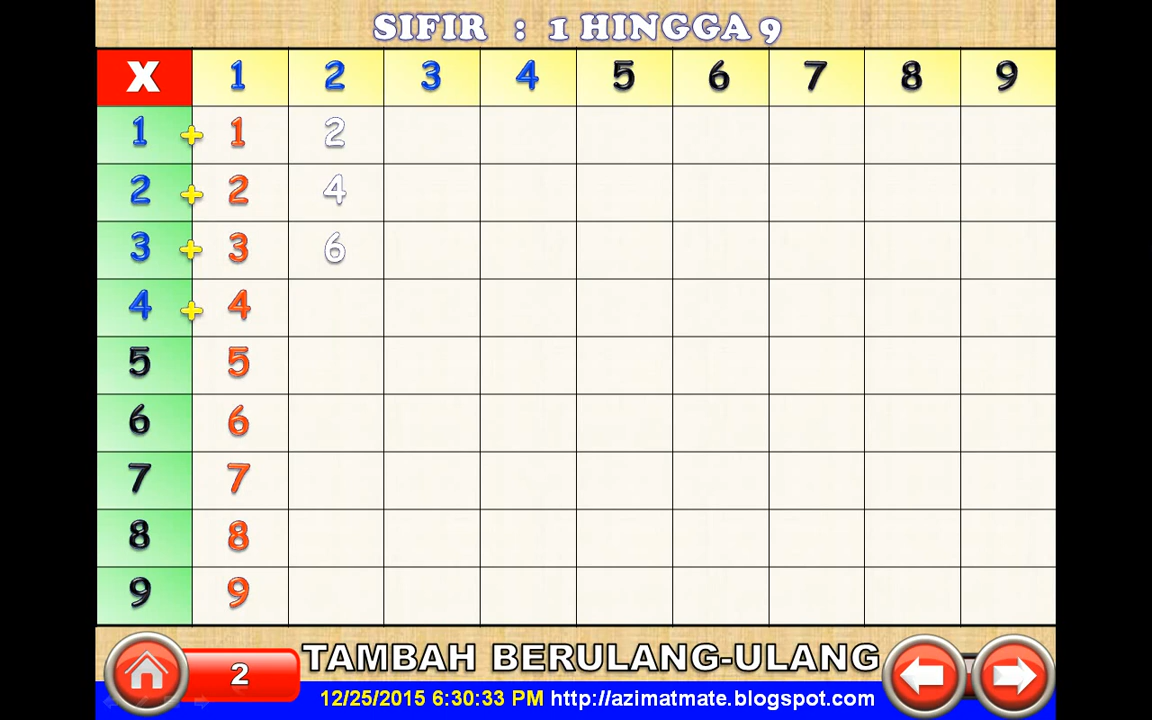 SIFIR : 1 HINGGA 9
X 1 2 3 4 5 6 7 8 9
1 + 1 2
2 + 2 4
3 + 3 6
4 + 4
5 5
6 6
7 7
8 8
9 9
2 TAMBAH BERULANG-ULANG
12/25/2015 6:30:33 PM http://azimatmate.blogspot.com